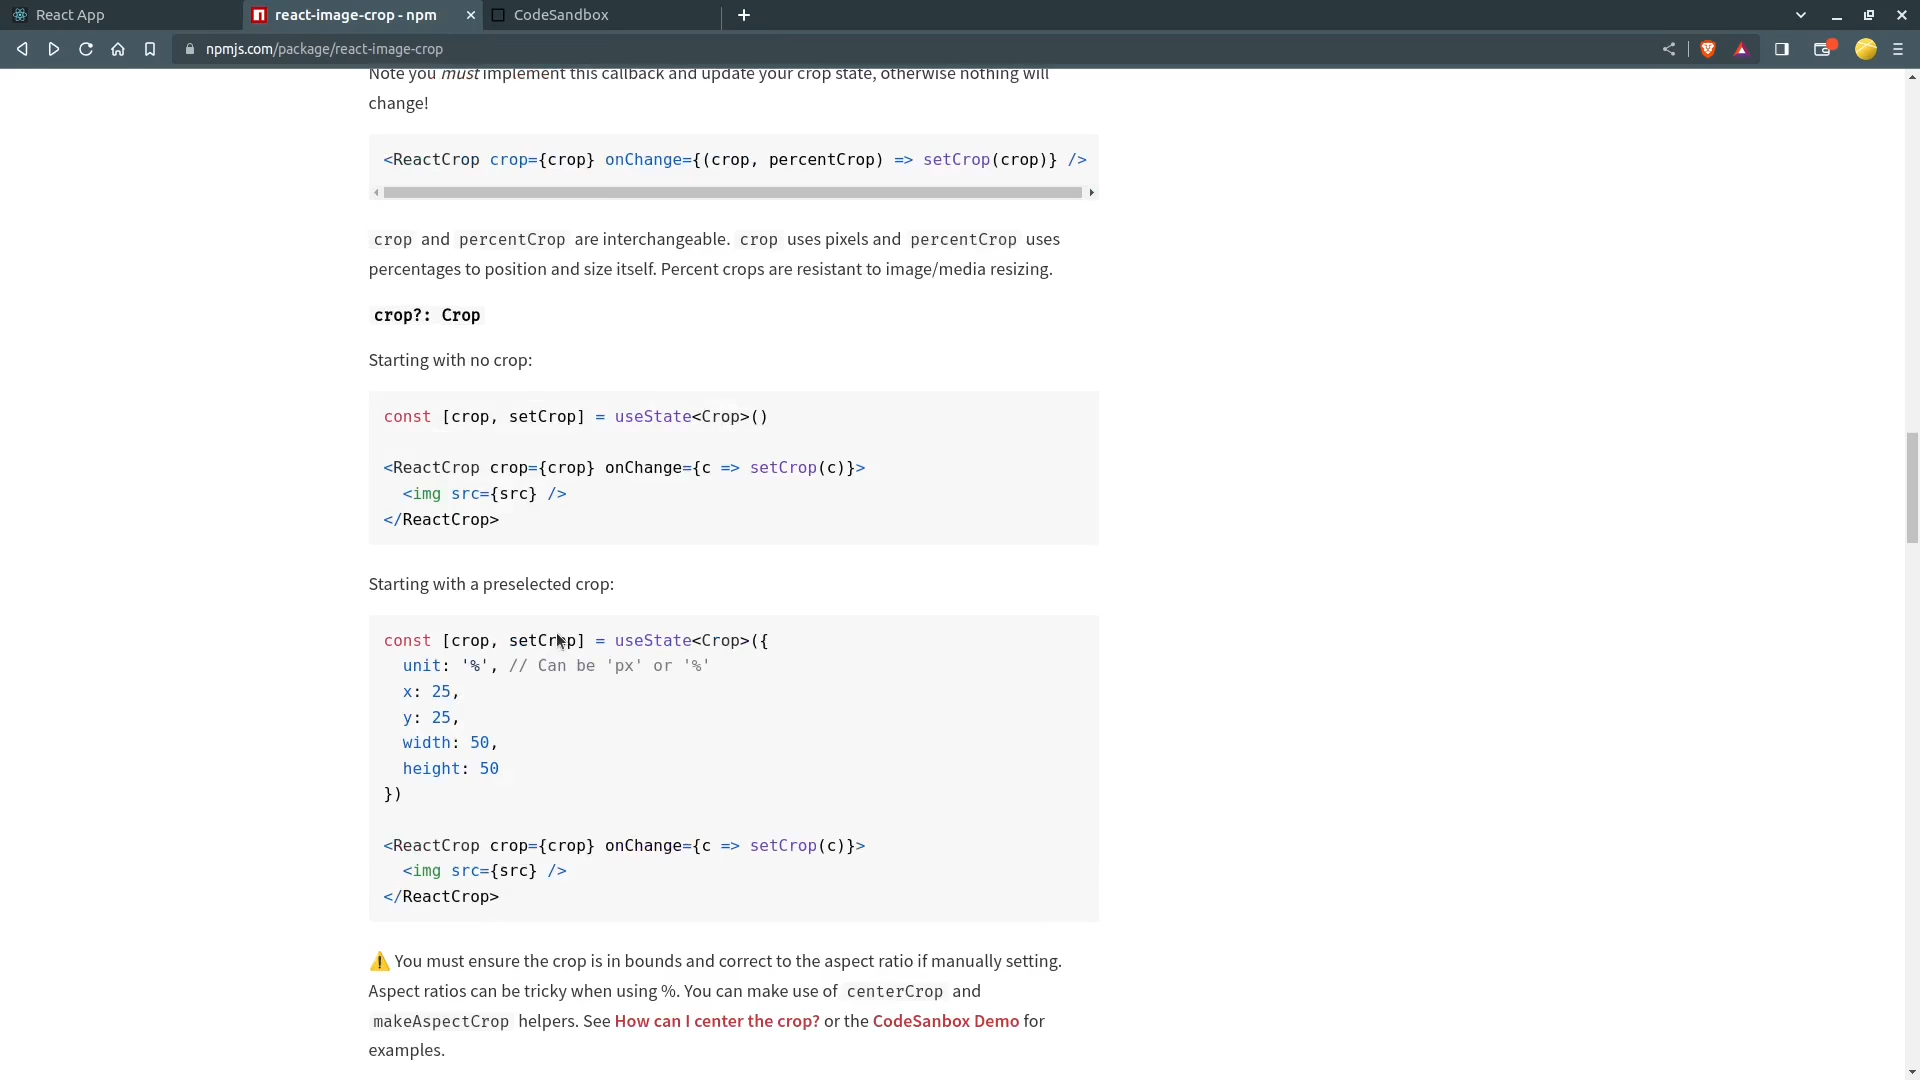 React App
react-image-crop - npm
CodeSandbox
npmjs.com/package/react-image-crop
Note you must implement this callback and update your crop state, otherwise nothing will
change!
<ReactCrop crop={crop} onChange={(crop, percentCrop) => setCrop(crop)} />
crop and percentCrop are interchangeable. crop uses pixels and percentCrop uses
percentages to position and size itself. Percent crops are resistant to image/media resizing.
crop?: Crop
Starting with no crop:
const [crop, setCrop] = useState<Crop>()
<ReactCrop crop={crop} onChange={c => setCrop(c)}>
<img src={src} />
</ReactCrop>
Starting with a preselected crop:
const [crop, setCrop] = useState<Crop>({
unit: '%', // Can be 'px' or '%'
x: 25,
y: 25,
width: 50,
height: 50
})
<ReactCrop crop={crop} onChange={c => setCrop(c)}>
<img src={src} />
</ReactCrop>
⚠️ You must ensure the crop is in bounds and correct to the aspect ratio if manually setting.
Aspect ratios can be tricky when using %. You can make use of centerCrop and
makeAspectCrop helpers. See How can I center the crop? or the CodeSanbox Demo for
examples.